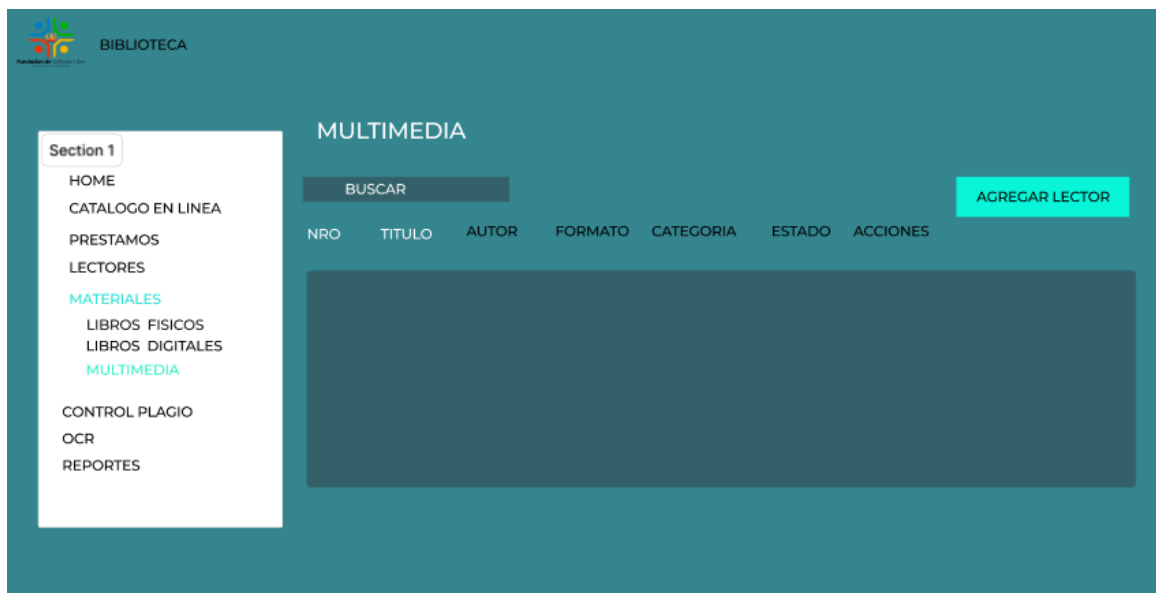 BIBLIOTECA
MULTIMEDIA
Section 1
HOME
CATALOGO EN LINEA
PRESTAMOS
LECTORES
MATERIALES
LIBROS FISICOS
LIBROS DIGITALES
MULTIMEDIA
CONTROL PLAGIO
OCR
REPORTES
BUSCAR
AGREGAR LECTOR
NRO TITULO AUTOR FORMATO CATEGORIA ESTADO ACCIONES